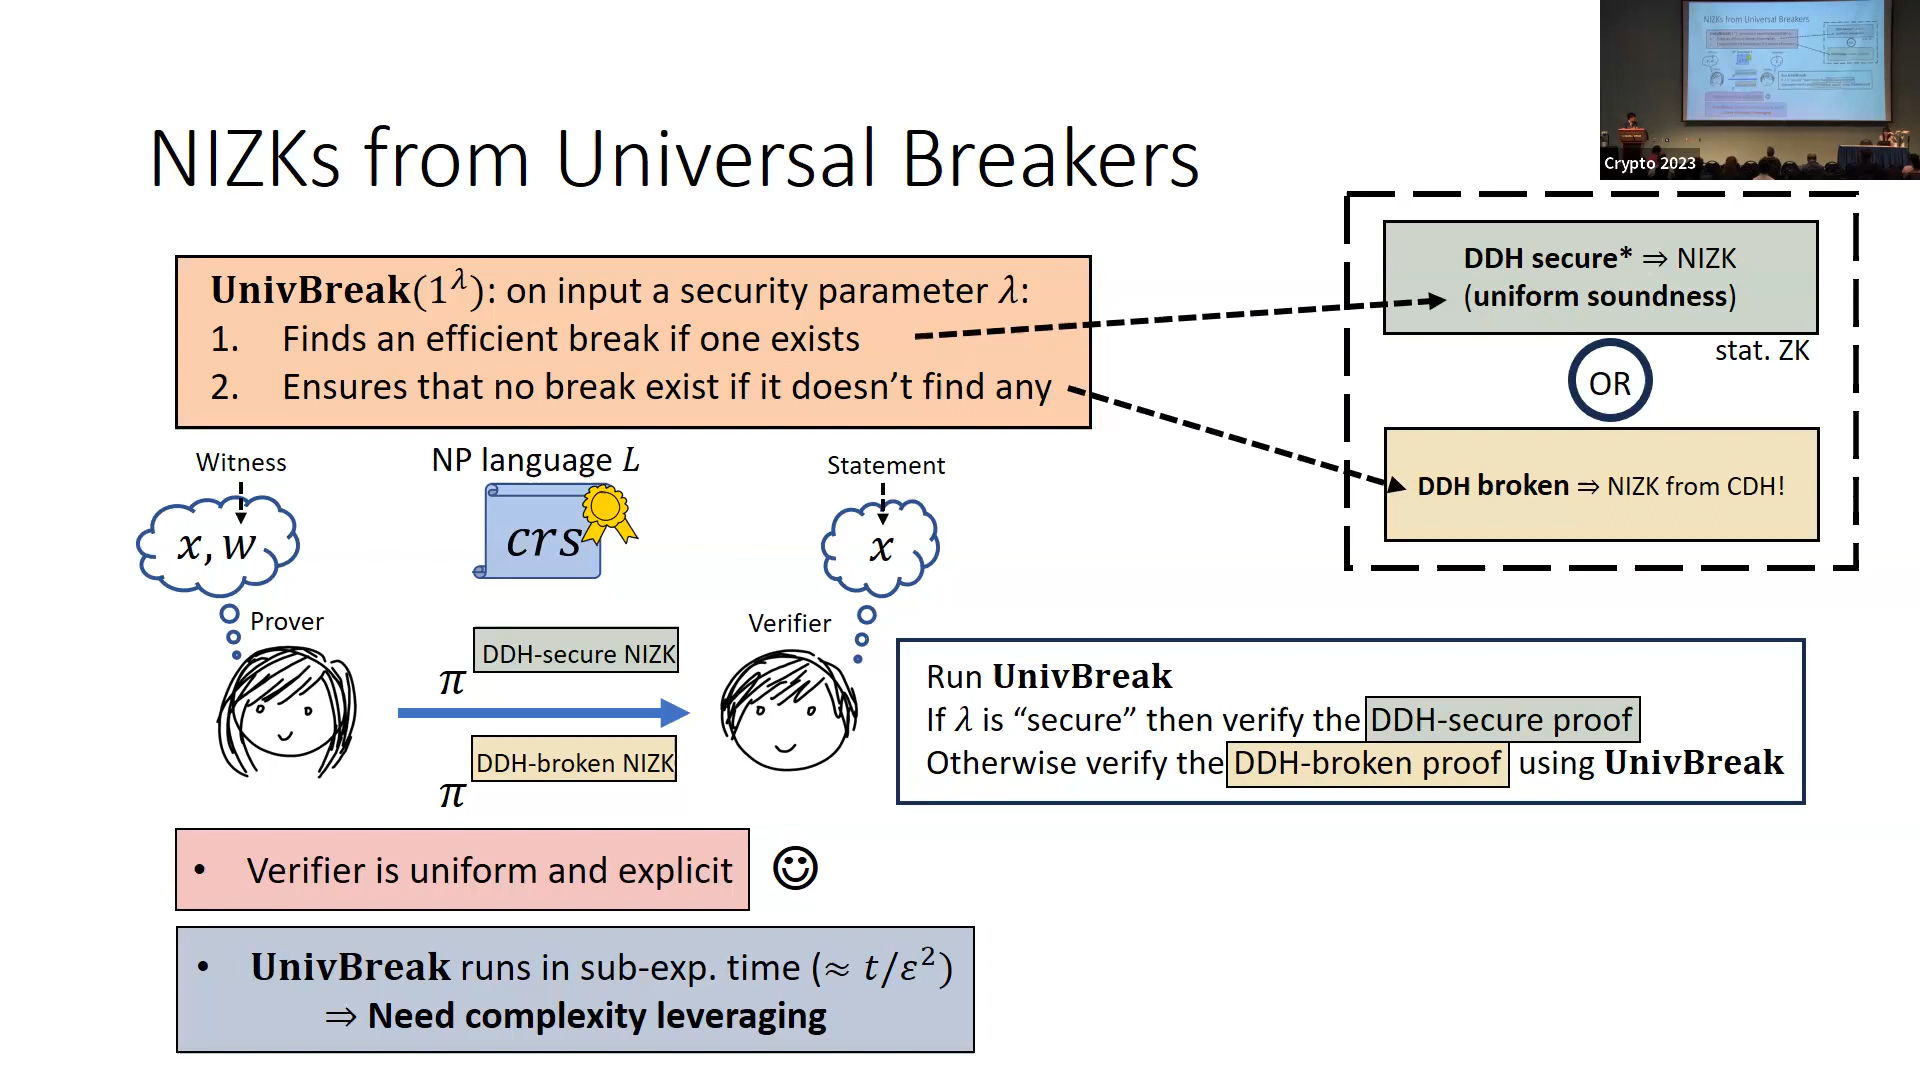 NIZKs from Universal Breakers
Crypto 2023
UnivBreak(1^λ): on input a security parameter λ:
1. Finds an efficient break if one exists
2. Ensures that no break exist if it doesn’t find any
DDH secure* ⇒ NIZK
(uniform soundness)
stat. ZK
OR
DDH broken ⇒ NIZK from CDH!
Witness
NP language L
Statement
x, w
crs
x
Prover
Verifier
π DDH-secure NIZK
π DDH-broken NIZK
Run UnivBreak
If λ is “secure” then verify the DDH-secure proof
Otherwise verify the DDH-broken proof using UnivBreak
• Verifier is uniform and explicit
• UnivBreak runs in sub-exp. time (≈ t/ε²)
⇒ Need complexity leveraging
NIZKs from Universal Breakers